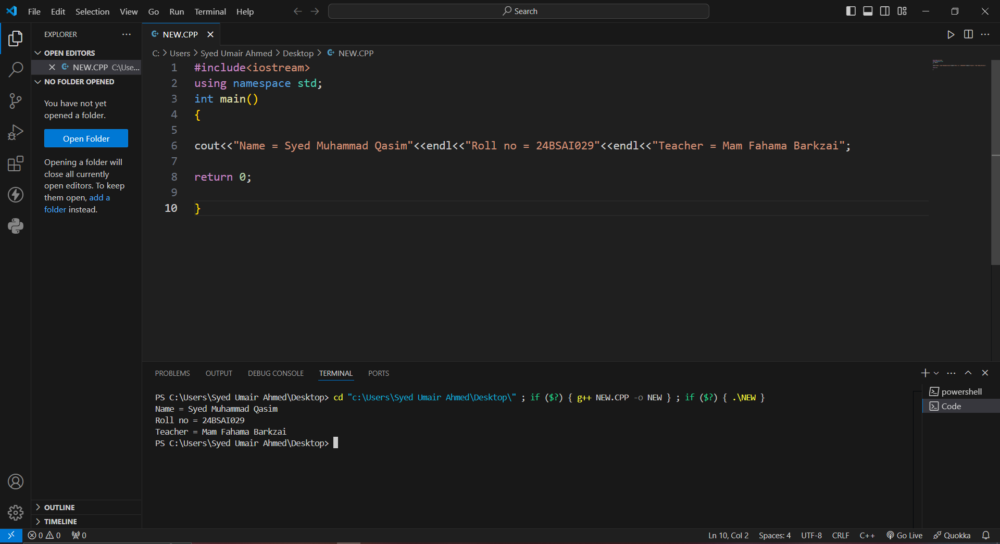 File Edit Selection View Go Run Terminal Help
Search
EXPLORER
OPEN EDITORS
NEW.CPP C:\Use...
NO FOLDER OPENED
You have not yet
opened a folder.
Open Folder
Opening a folder will
close all currently
open editors. To keep
them open, add a
folder instead.
OUTLINE
TIMELINE
NEW.CPP
C: > Users > Syed Umair Ahmed > Desktop > NEW.CPP
1 #include<iostream>
2 using namespace std;
3 int main()
4 {
5
6 cout<<"Name = Syed Muhammad Qasim"<<endl<<"Roll no = 24BSAI029"<<endl<<"Teacher = Mam Fahama Barkzai";
7
8 return 0;
9
10 }
PROBLEMS OUTPUT DEBUG CONSOLE TERMINAL PORTS
PS C:\Users\Syed Umair Ahmed\Desktop> cd "c:\Users\Syed Umair Ahmed\Desktop\" ; if ($?) { g++ NEW.CPP -o NEW } ; if ($?) { .\NEW }
Name = Syed Muhammad Qasim
Roll no = 24BSAI029
Teacher = Mam Fahama Barkzai
PS C:\Users\Syed Umair Ahmed\Desktop>
powershell
Code
0 0 0
Ln 10, Col 2 Spaces: 4 UTF-8 CRLF C++ Go Live Quokka